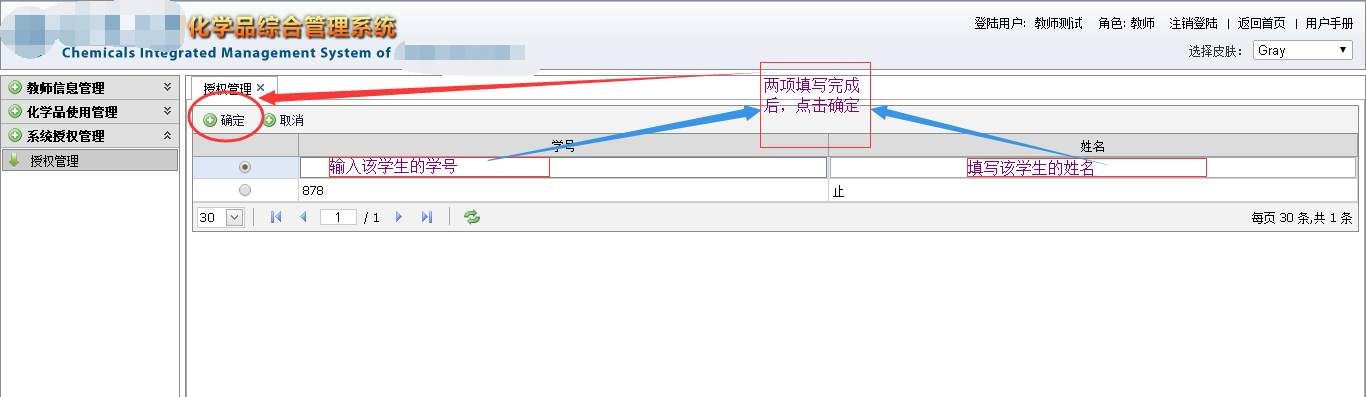 化学品综合管理系统
Chemicals Integrated Management System of
登陆用户: 教师测试 角色: 教师 注销登陆 | 返回首页 | 用户手册
选择皮肤: Gray
教师信息管理
化学品使用管理
系统授权管理
授权管理
授权管理 ×
确定 取消
两项填写完成
后，点击确定
学号 姓名
输入该学生的学号 填写该学生的姓名
878 止
30 1 / 1 每页 30 条,共 1 条